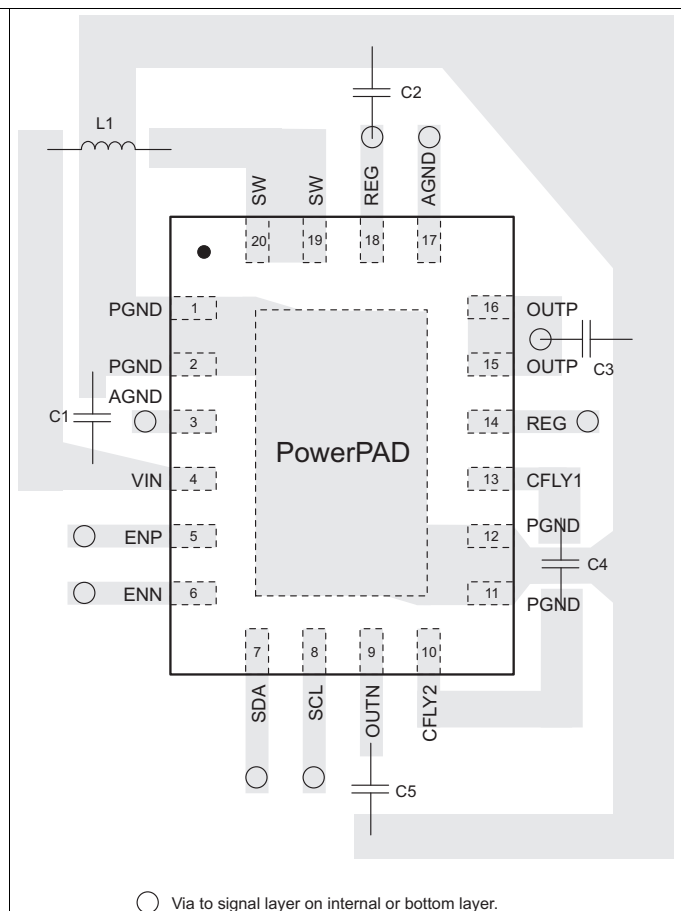 C2
L1
SW
SW
REG
AGND
20
19
18
17
PGND
1
16
OUTP
PGND
2
15
OUTP
C3
AGND
C1
3
14
REG
PowerPAD
VIN
4
13
CFLY1
PGND
ENP
5
12
C4
ENN
6
11
PGND
7
8
9
10
SDA
SCL
OUTN
CFLY2
C5
Via to signal layer on internal or bottom layer.